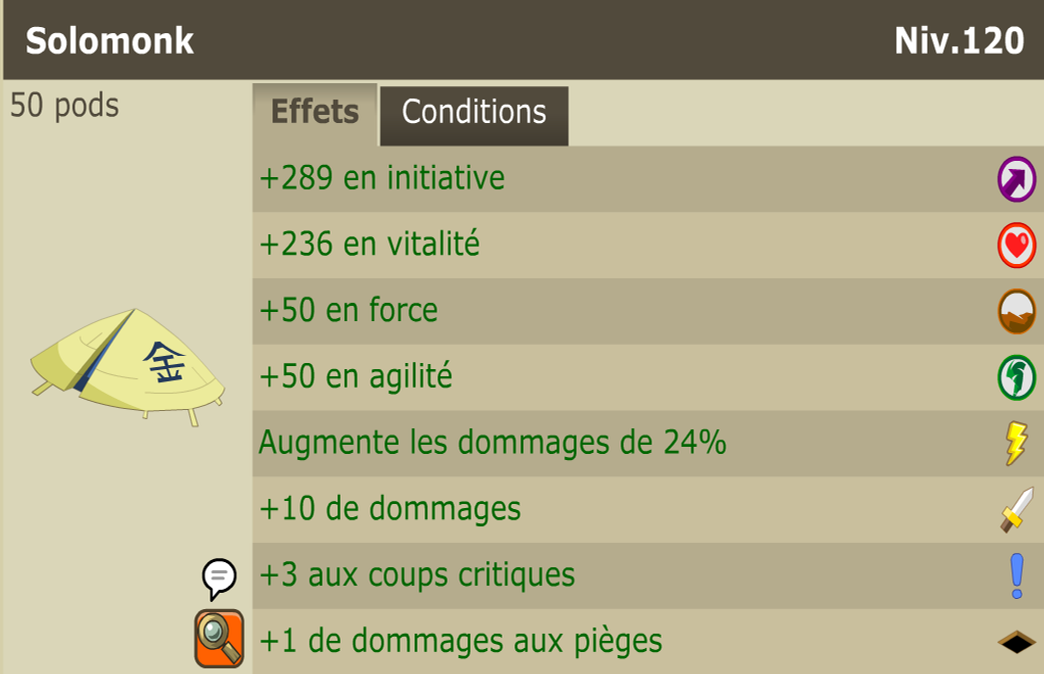 Solomonk
Niv.120
50 pods
Effets
Conditions
+289 en initiative
+236 en vitalité
+50 en force
+50 en agilité
Augmente les dommages de 24%
+10 de dommages
+3 aux coups critiques
+1 de dommages aux pièges
金